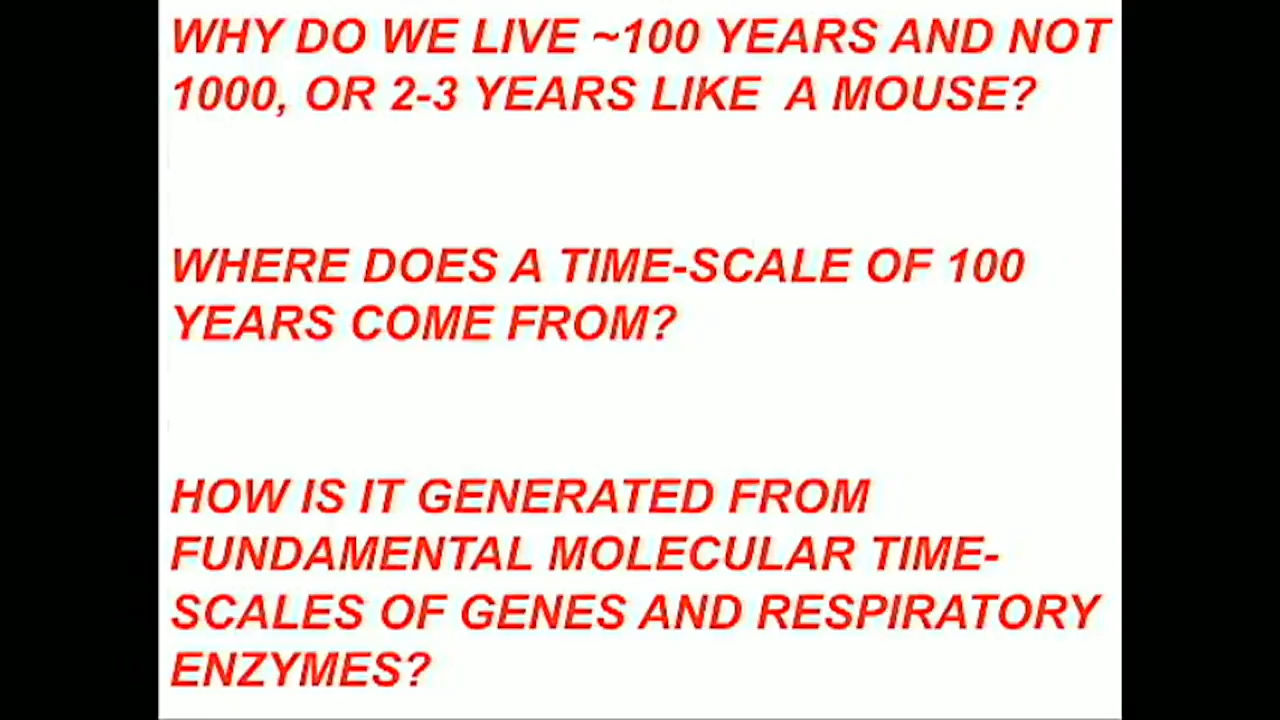 WHY DO WE LIVE ~100 YEARS AND NOT
1000, OR 2-3 YEARS LIKE A MOUSE?
WHERE DOES A TIME-SCALE OF 100
YEARS COME FROM?
HOW IS IT GENERATED FROM
FUNDAMENTAL MOLECULAR TIME-
SCALES OF GENES AND RESPIRATORY
ENZYMES?